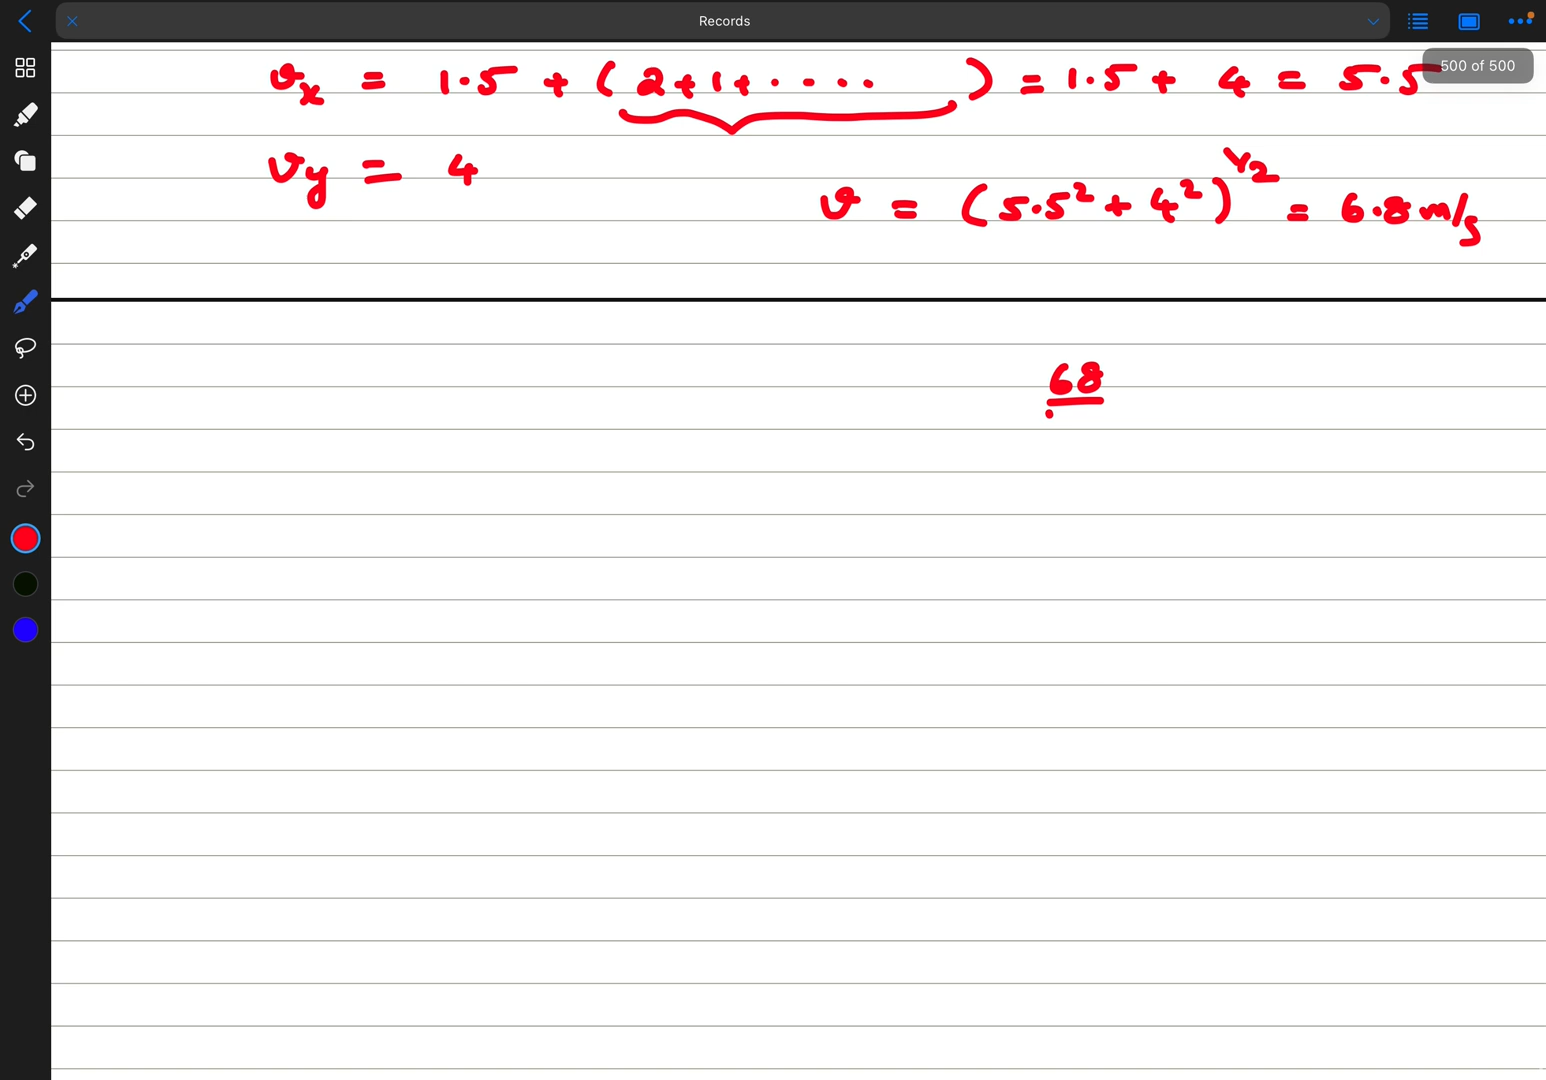 Records
500 of 500
vx = 1.5 + (2+1+.....) = 1.5 + 4 = 5.5
vy = 4
v = (5.5² + 4²)^1/2 = 6.8 m/s
68